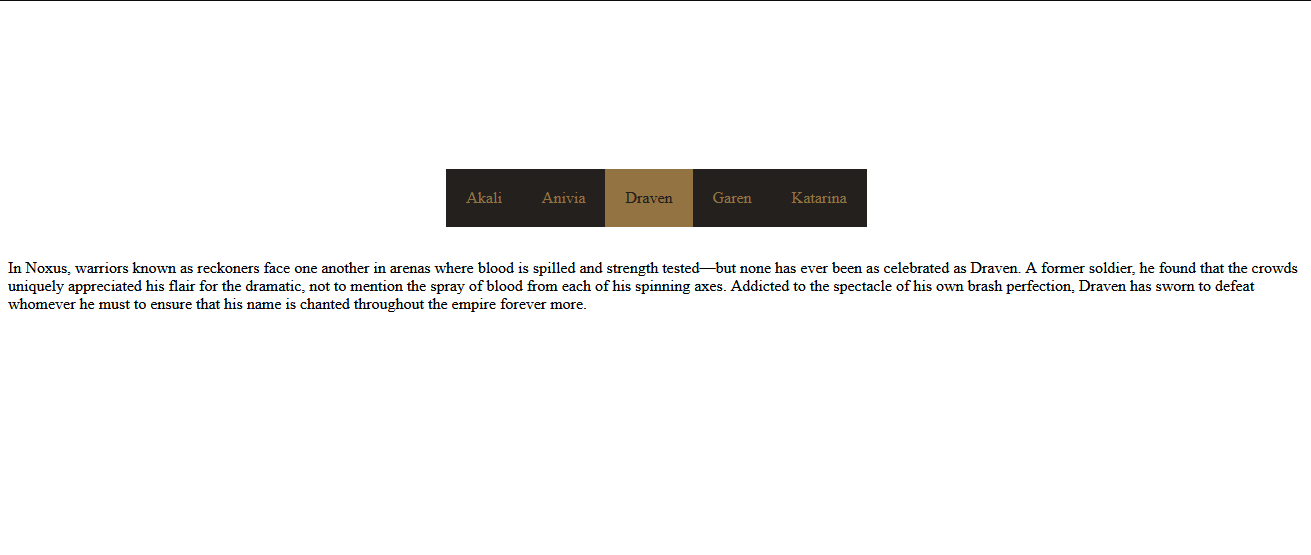 Akali Anivia Draven Garen Katarina
In Noxus, warriors known as reckoners face one another in arenas where blood is spilled and strength tested—but none has ever been as celebrated as Draven. A former soldier, he found that the crowds
uniquely appreciated his flair for the dramatic, not to mention the spray of blood from each of his spinning axes. Addicted to the spectacle of his own brash perfection, Draven has sworn to defeat
whomever he must to ensure that his name is chanted throughout the empire forever more.